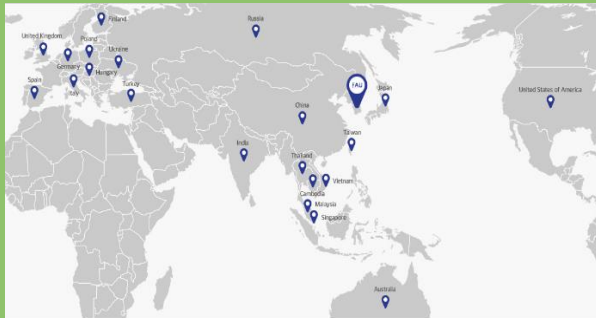 Finland
Russia
United Kingdom
Poland
Ukraine
Germany
Hungry
Spain
Italy
Turkey
FAU
Japan
China
United States of America
Taiwan
India
Thailand
Vietnam
Cambodia
Malaysia
Singapore
Australia